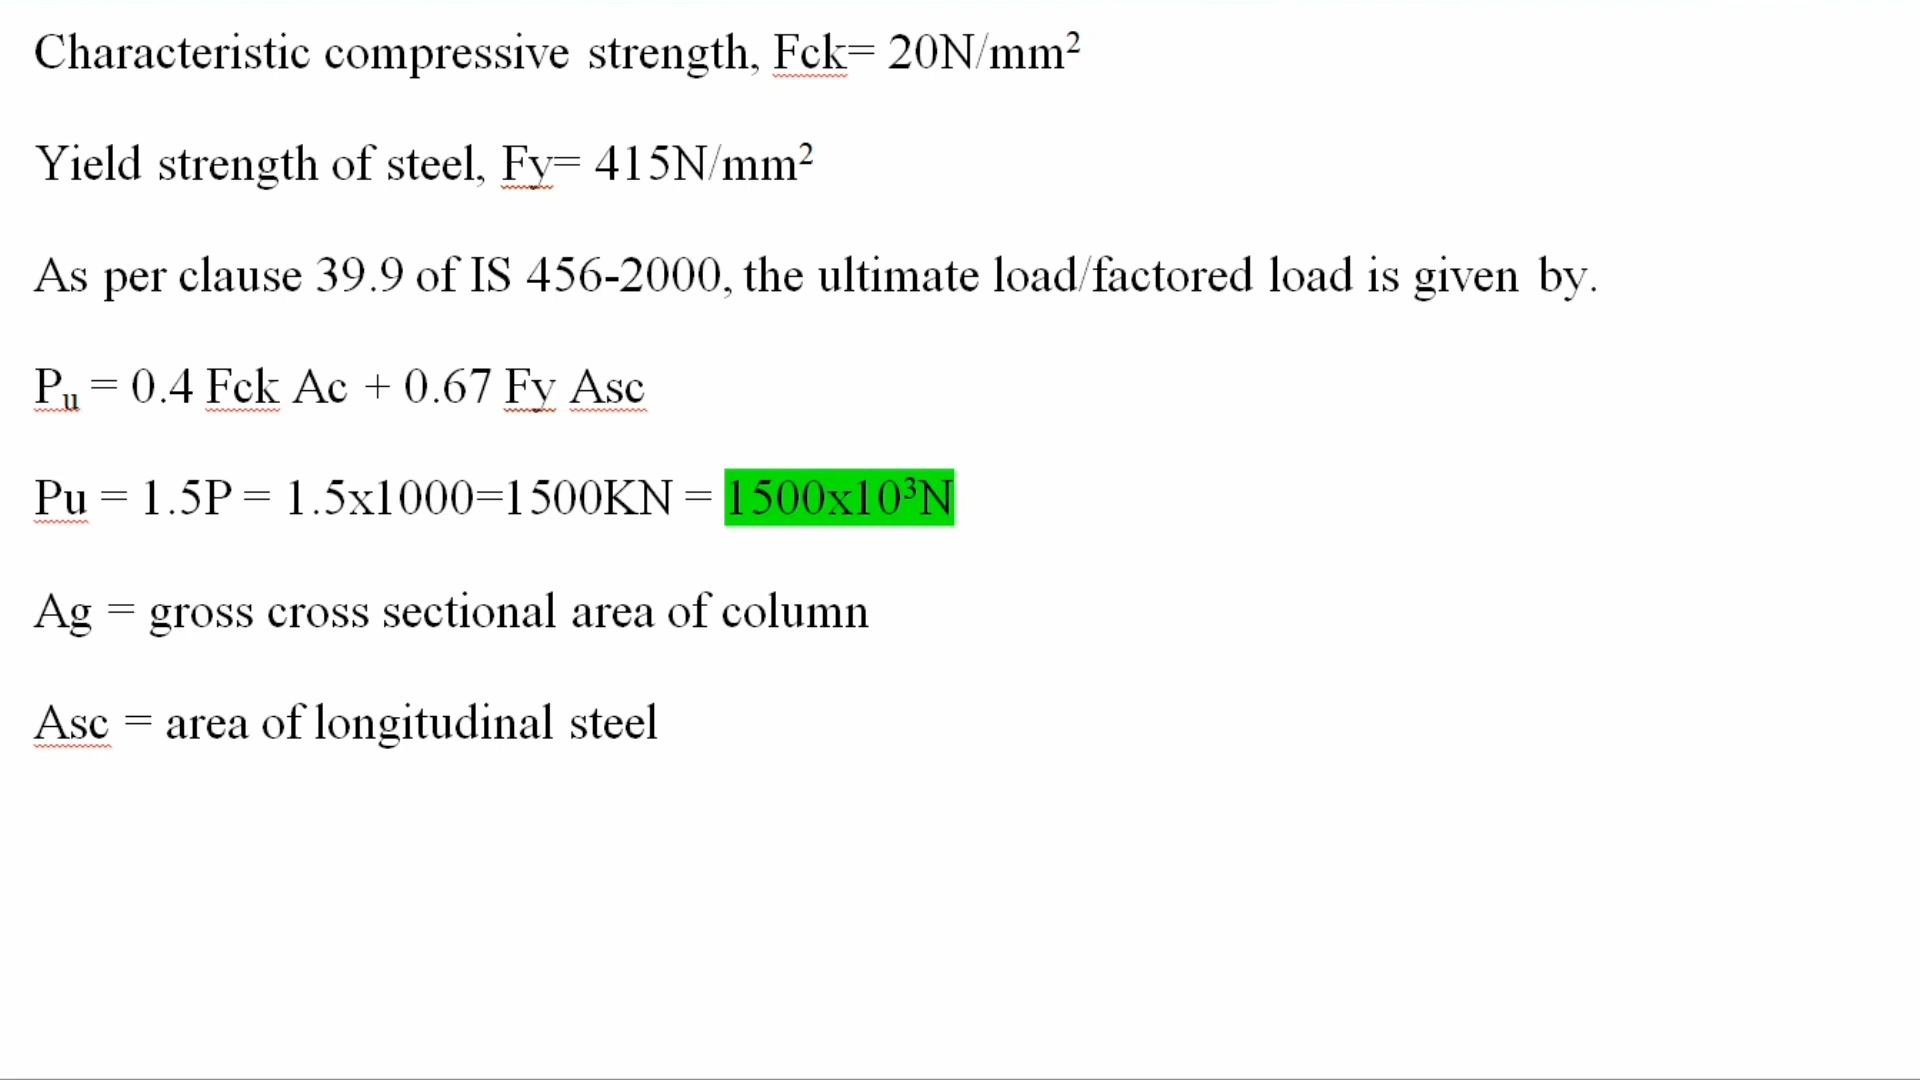 Characteristic compressive strength, Fck= 20N/mm²
Yield strength of steel, Fy= 415N/mm²
As per clause 39.9 of IS 456-2000, the ultimate load/factored load is given by.
Pᵤ = 0.4 Fck Ac + 0.67 Fy Asc
Pu = 1.5P = 1.5x1000=1500KN = 1500x10³N
Ag = gross cross sectional area of column
Asc = area of longitudinal steel